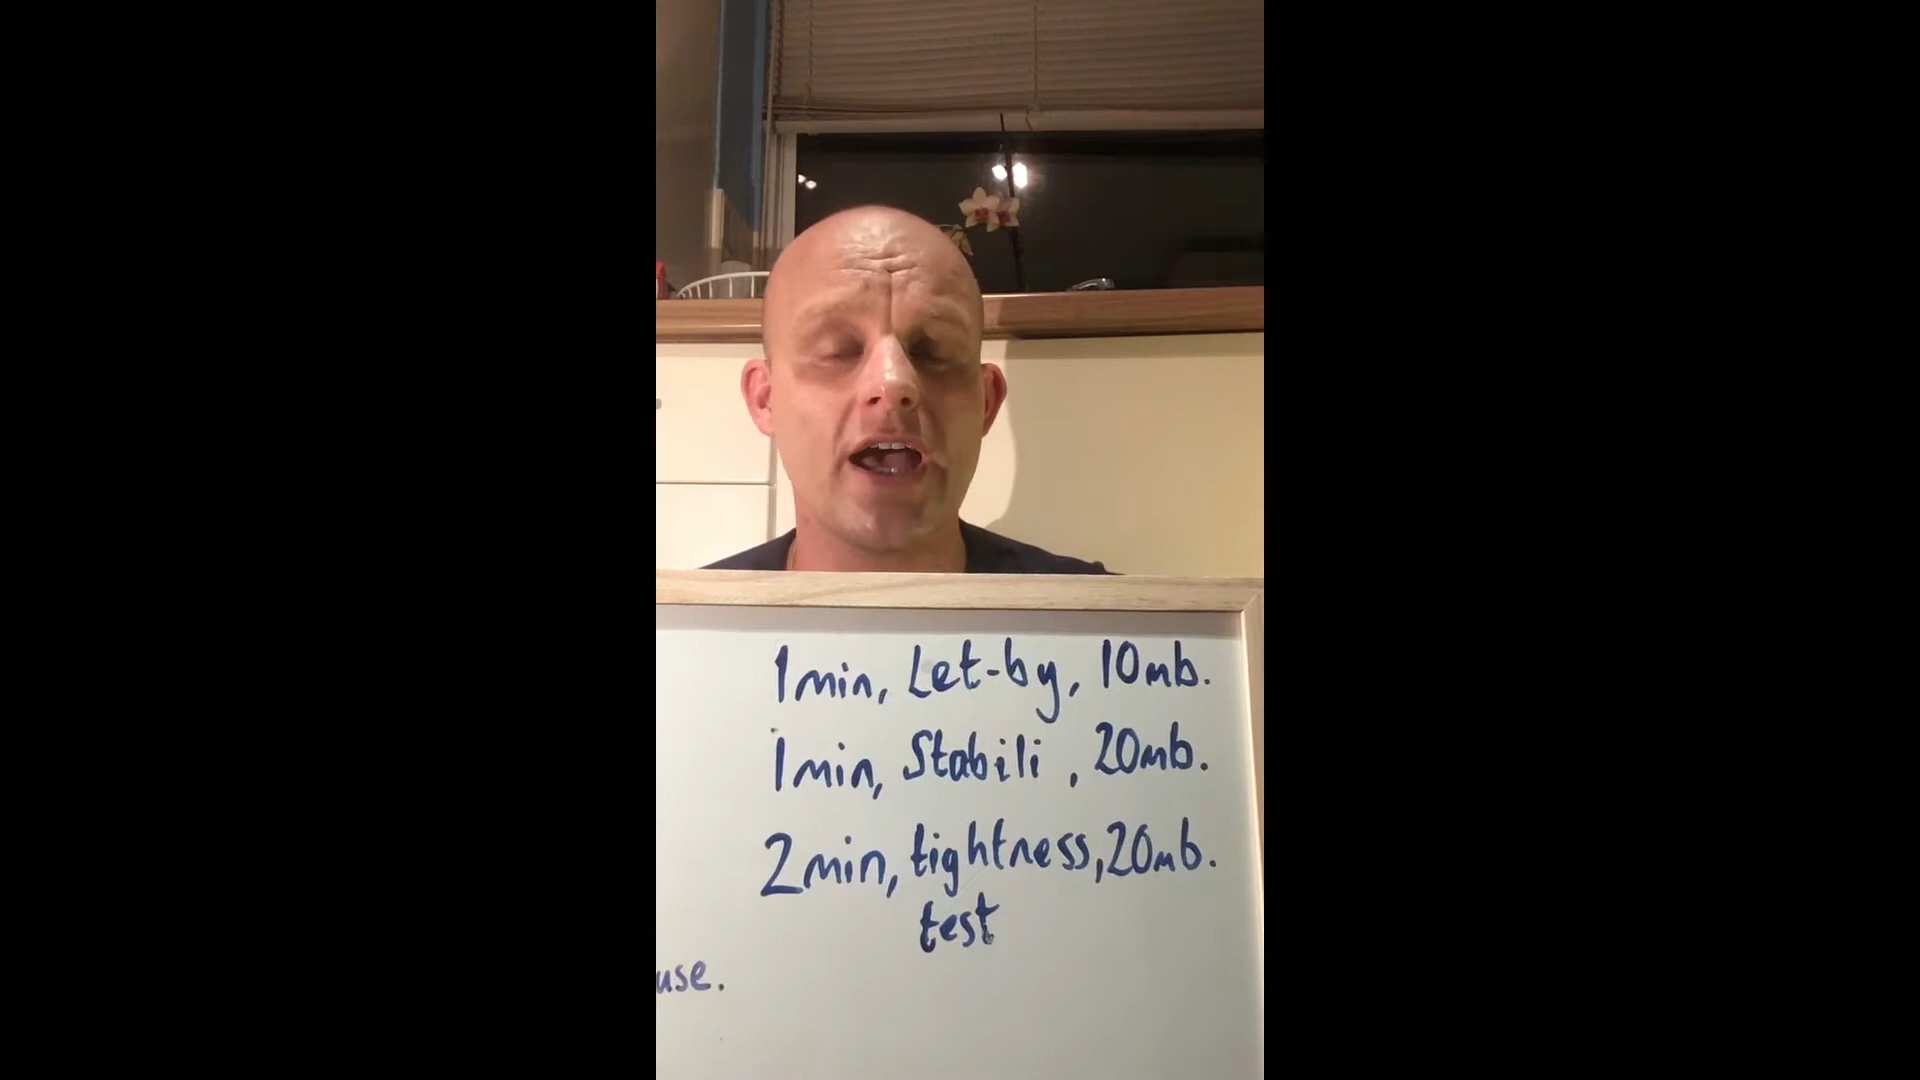 1min, Let-by, 10mb.
1min, Stabili , 20mb.
2min, tightness, 20mb.
test
use.